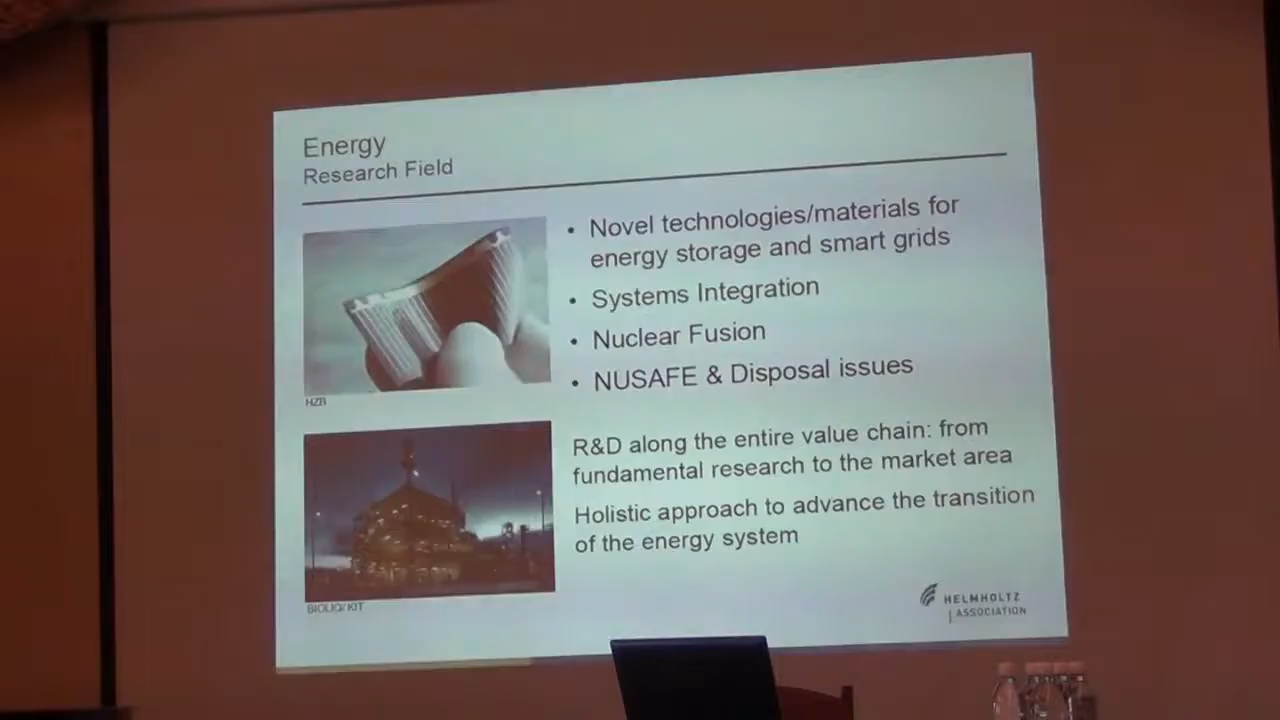 Energy
Research Field
• Novel technologies/materials for
energy storage and smart grids
• Systems Integration
• Nuclear Fusion
• NUSAFE & Disposal issues
HZB
R&D along the entire value chain: from
fundamental research to the market area
Holistic approach to advance the transition
of the energy system
BIOLIQ/ KIT
HELMHOLTZ
ASSOCIATION